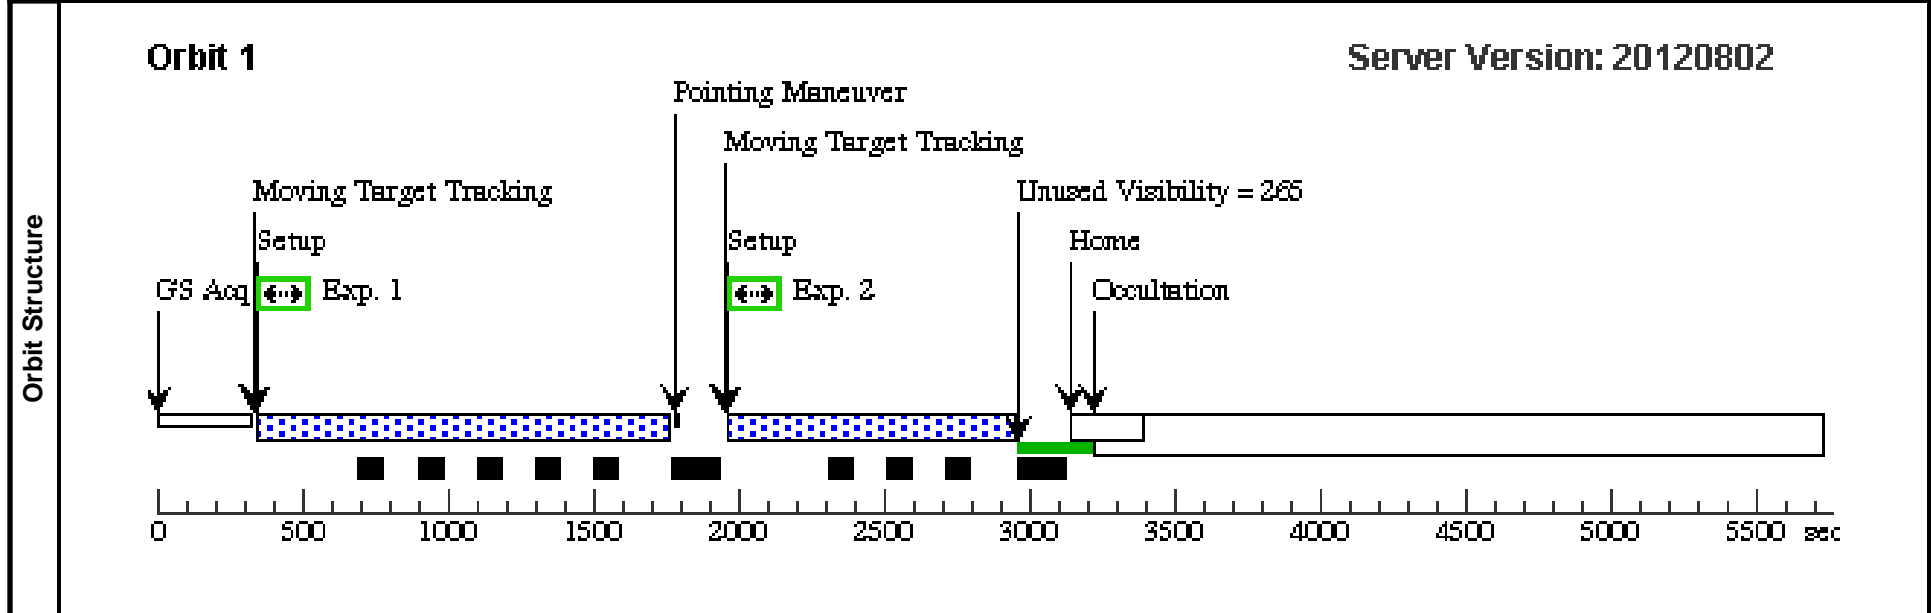 Orbit Structure
Orbit 1
Server Version: 20120802
Pointing Maneuver
Moving Target Tracking
Moving Target Tracking
Unused Visibility = 265
Setup
Setup
Home
GS Acq
Exp. 1
Exp. 2
Occultation
0 500 1000 1500 2000 2500 3000 3500 4000 4500 5000 5500 sec